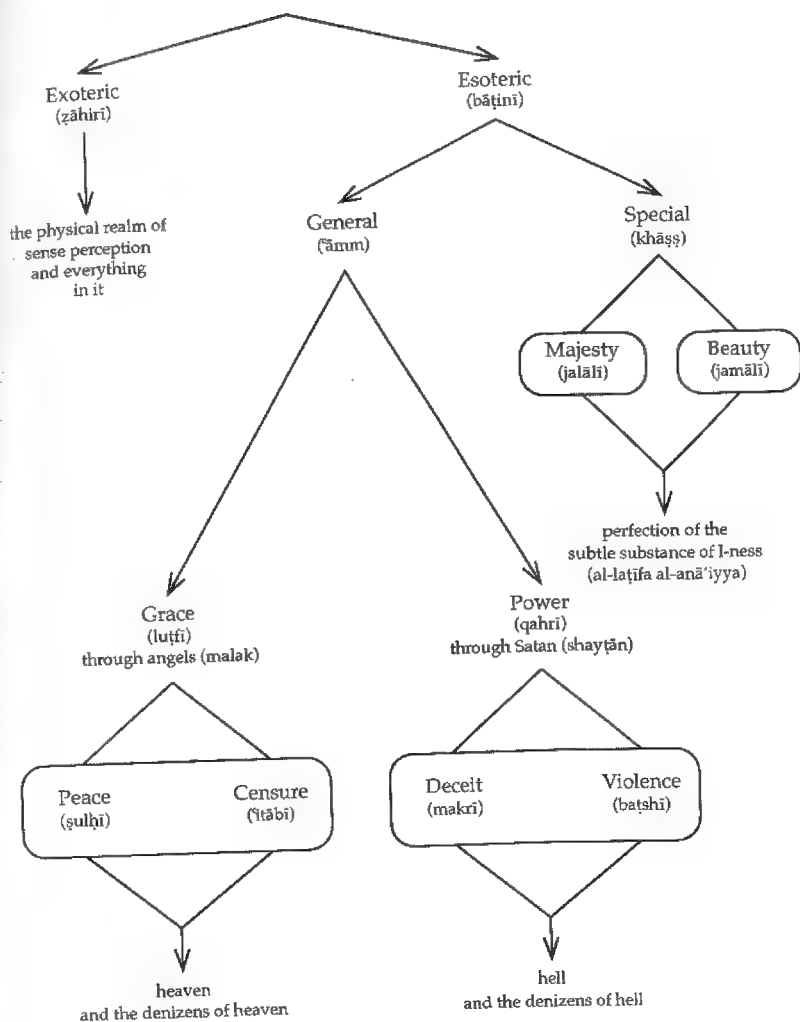 Exoteric
(ẓāhirī)
Esoteric
(bāṭinī)
the physical realm of
sense perception
and everything
in it
General
(ʿāmm)
Special
(khāṣṣ)
Majesty
(jalālī)
Beauty
(jamālī)
perfection of the
subtle substance of I-ness
(al-laṭīfa al-anāʾiyya)
Grace
(luṭfī)
through angels (malak)
Power
(qahrī)
through Satan (shayṭān)
Peace
(ṣulḥī)
Censure
(ʿitābī)
Deceit
(makrī)
Violence
(baṭshī)
heaven
and the denizens of heaven
hell
and the denizens of hell